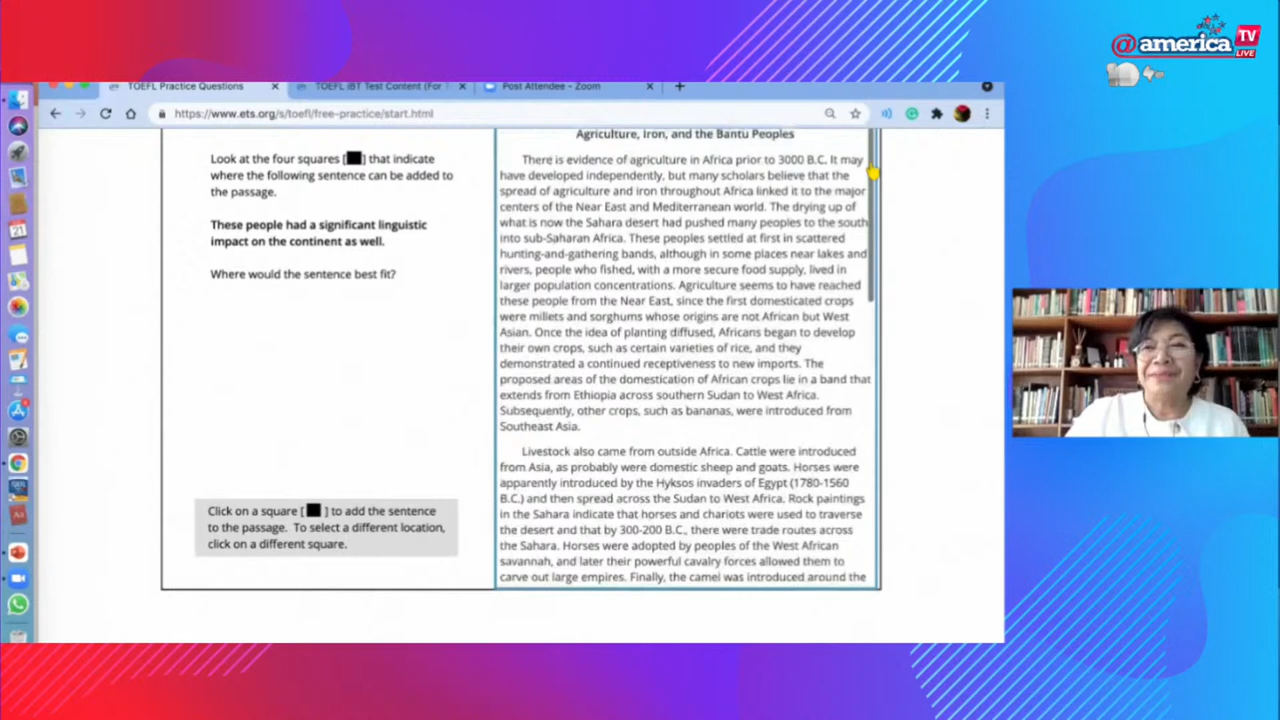 @america TV
LIVE
TOEFL Practice Questions
TOEFL iBT Test Content (For T
Post Attendee - Zoom
https://www.ets.org/s/toefl/free-practice/start.html
21
Look at the four squares [■] that indicate
where the following sentence can be added to
the passage.
These people had a significant linguistic
impact on the continent as well.
Where would the sentence best fit?
Click on a square [ ■ ] to add the sentence
to the passage. To select a different location,
click on a different square.
Agriculture, Iron, and the Bantu Peoples
There is evidence of agriculture in Africa prior to 3000 B.C. It may
have developed independently, but many scholars believe that the
spread of agriculture and iron throughout Africa linked it to the major
centers of the Near East and Mediterranean world. The drying up of
what is now the Sahara desert had pushed many peoples to the south
into sub-Saharan Africa. These peoples settled at first in scattered
hunting-and-gathering bands, although in some places near lakes and
rivers, people who fished, with a more secure food supply, lived in
larger population concentrations. Agriculture seems to have reached
these people from the Near East, since the first domesticated crops
were millets and sorghums whose origins are not African but West
Asian. Once the idea of planting diffused, Africans began to develop
their own crops, such as certain varieties of rice, and they
demonstrated a continued receptiveness to new imports. The
proposed areas of the domestication of African crops lie in a band that
extends from Ethiopia across southern Sudan to West Africa.
Subsequently, other crops, such as bananas, were introduced from
Southeast Asia.
Livestock also came from outside Africa. Cattle were introduced
from Asia, as probably were domestic sheep and goats. Horses were
apparently introduced by the Hyksos invaders of Egypt (1780-1560
B.C.) and then spread across the Sudan to West Africa. Rock paintings
in the Sahara indicate that horses and chariots were used to traverse
the desert and that by 300-200 B.C., there were trade routes across
the Sahara. Horses were adopted by peoples of the West African
savannah, and later their powerful cavalry forces allowed them to
carve out large empires. Finally, the camel was introduced around the